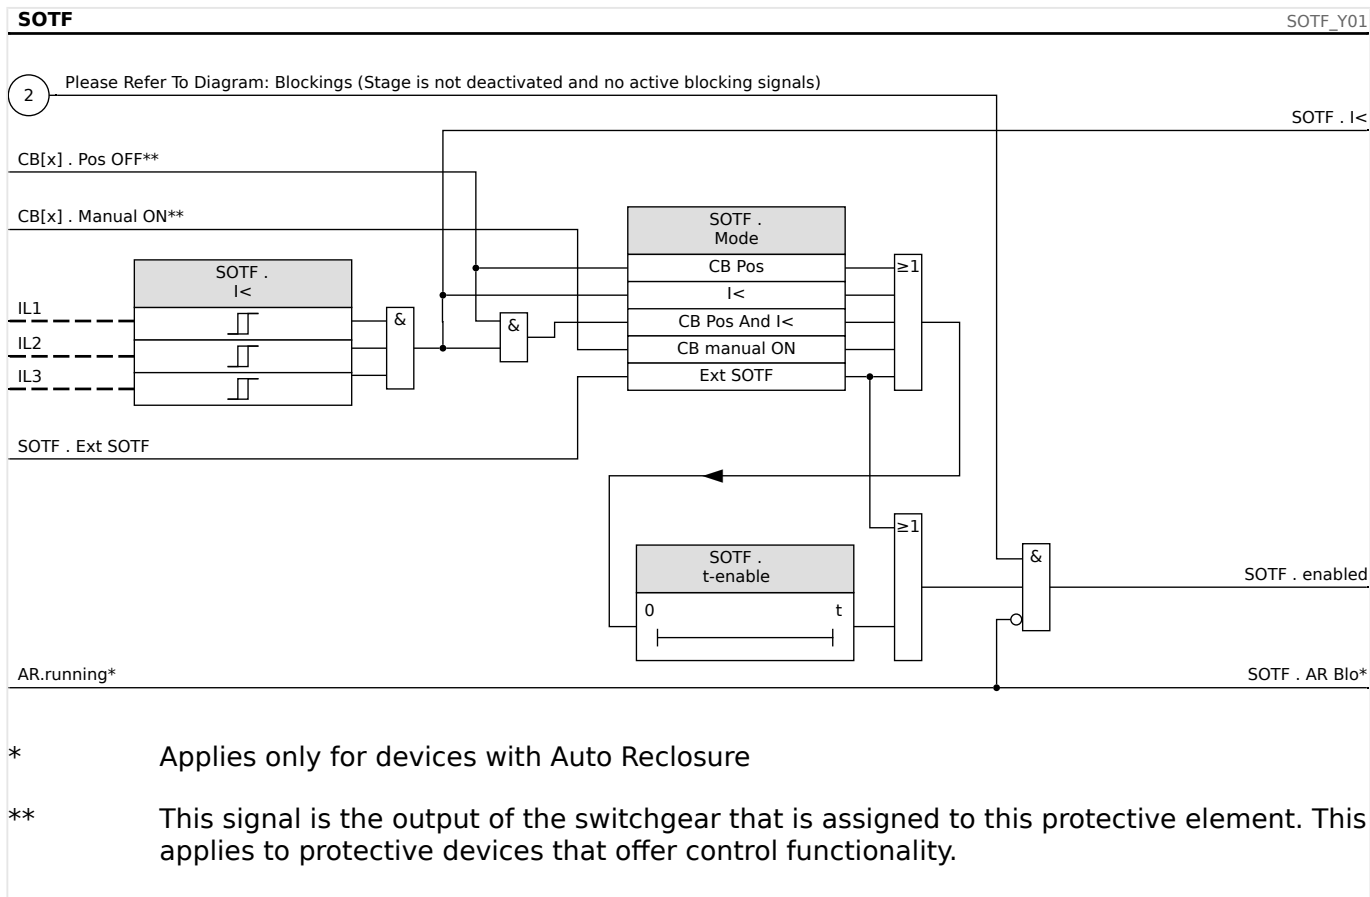 SOTF
SOTF_Y01
2
Please Refer To Diagram: Blockings (Stage is not deactivated and no active blocking signals)
SOTF . I<
CB[x] . Pos OFF**
CB[x] . Manual ON**
SOTF .
Mode
CB Pos
I<
CB Pos And I<
CB manual ON
Ext SOTF
≥1
SOTF .
I<
IL1
IL2
IL3
&
&
SOTF . Ext SOTF
≥1
SOTF .
t-enable
0
t
&
SOTF . enabled
AR.running*
SOTF . AR Blo*
* Applies only for devices with Auto Reclosure
** This signal is the output of the switchgear that is assigned to this protective element. This
applies to protective devices that offer control functionality.